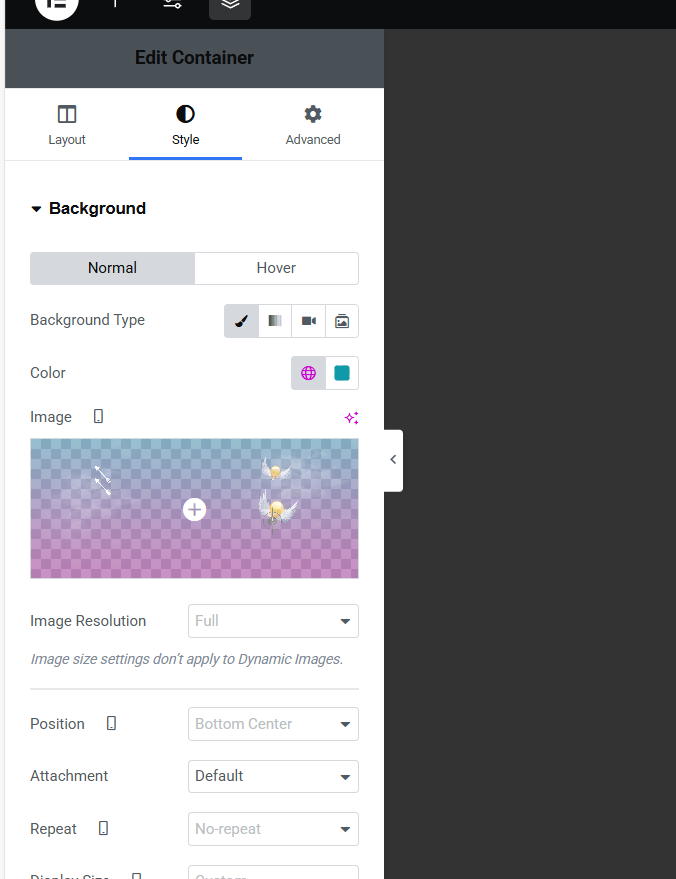 Edit Container
Layout
Style
Advanced
Background
Normal
Hover
Background Type
Color
Image
Image Resolution
Full
Image size settings don't apply to Dynamic Images.
Position
Bottom Center
Attachment
Default
Repeat
No-repeat
Display Size
Custom